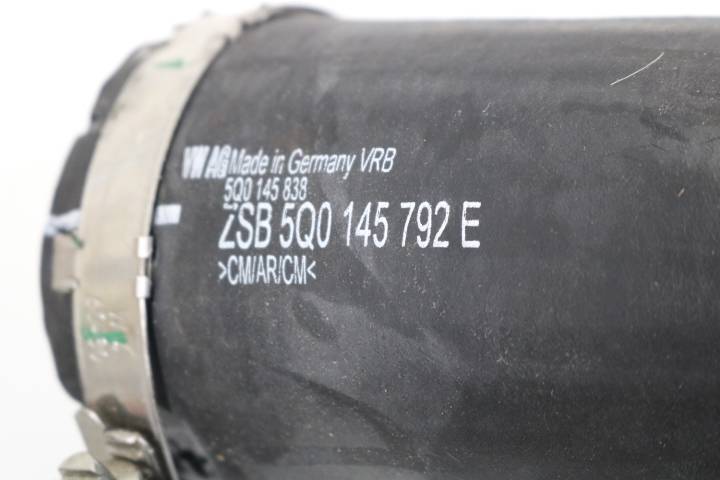 VW AG Made in Germany VRB
5Q0 145 838
ZSB 5Q0 145 792 E
>CM/AR/CM<